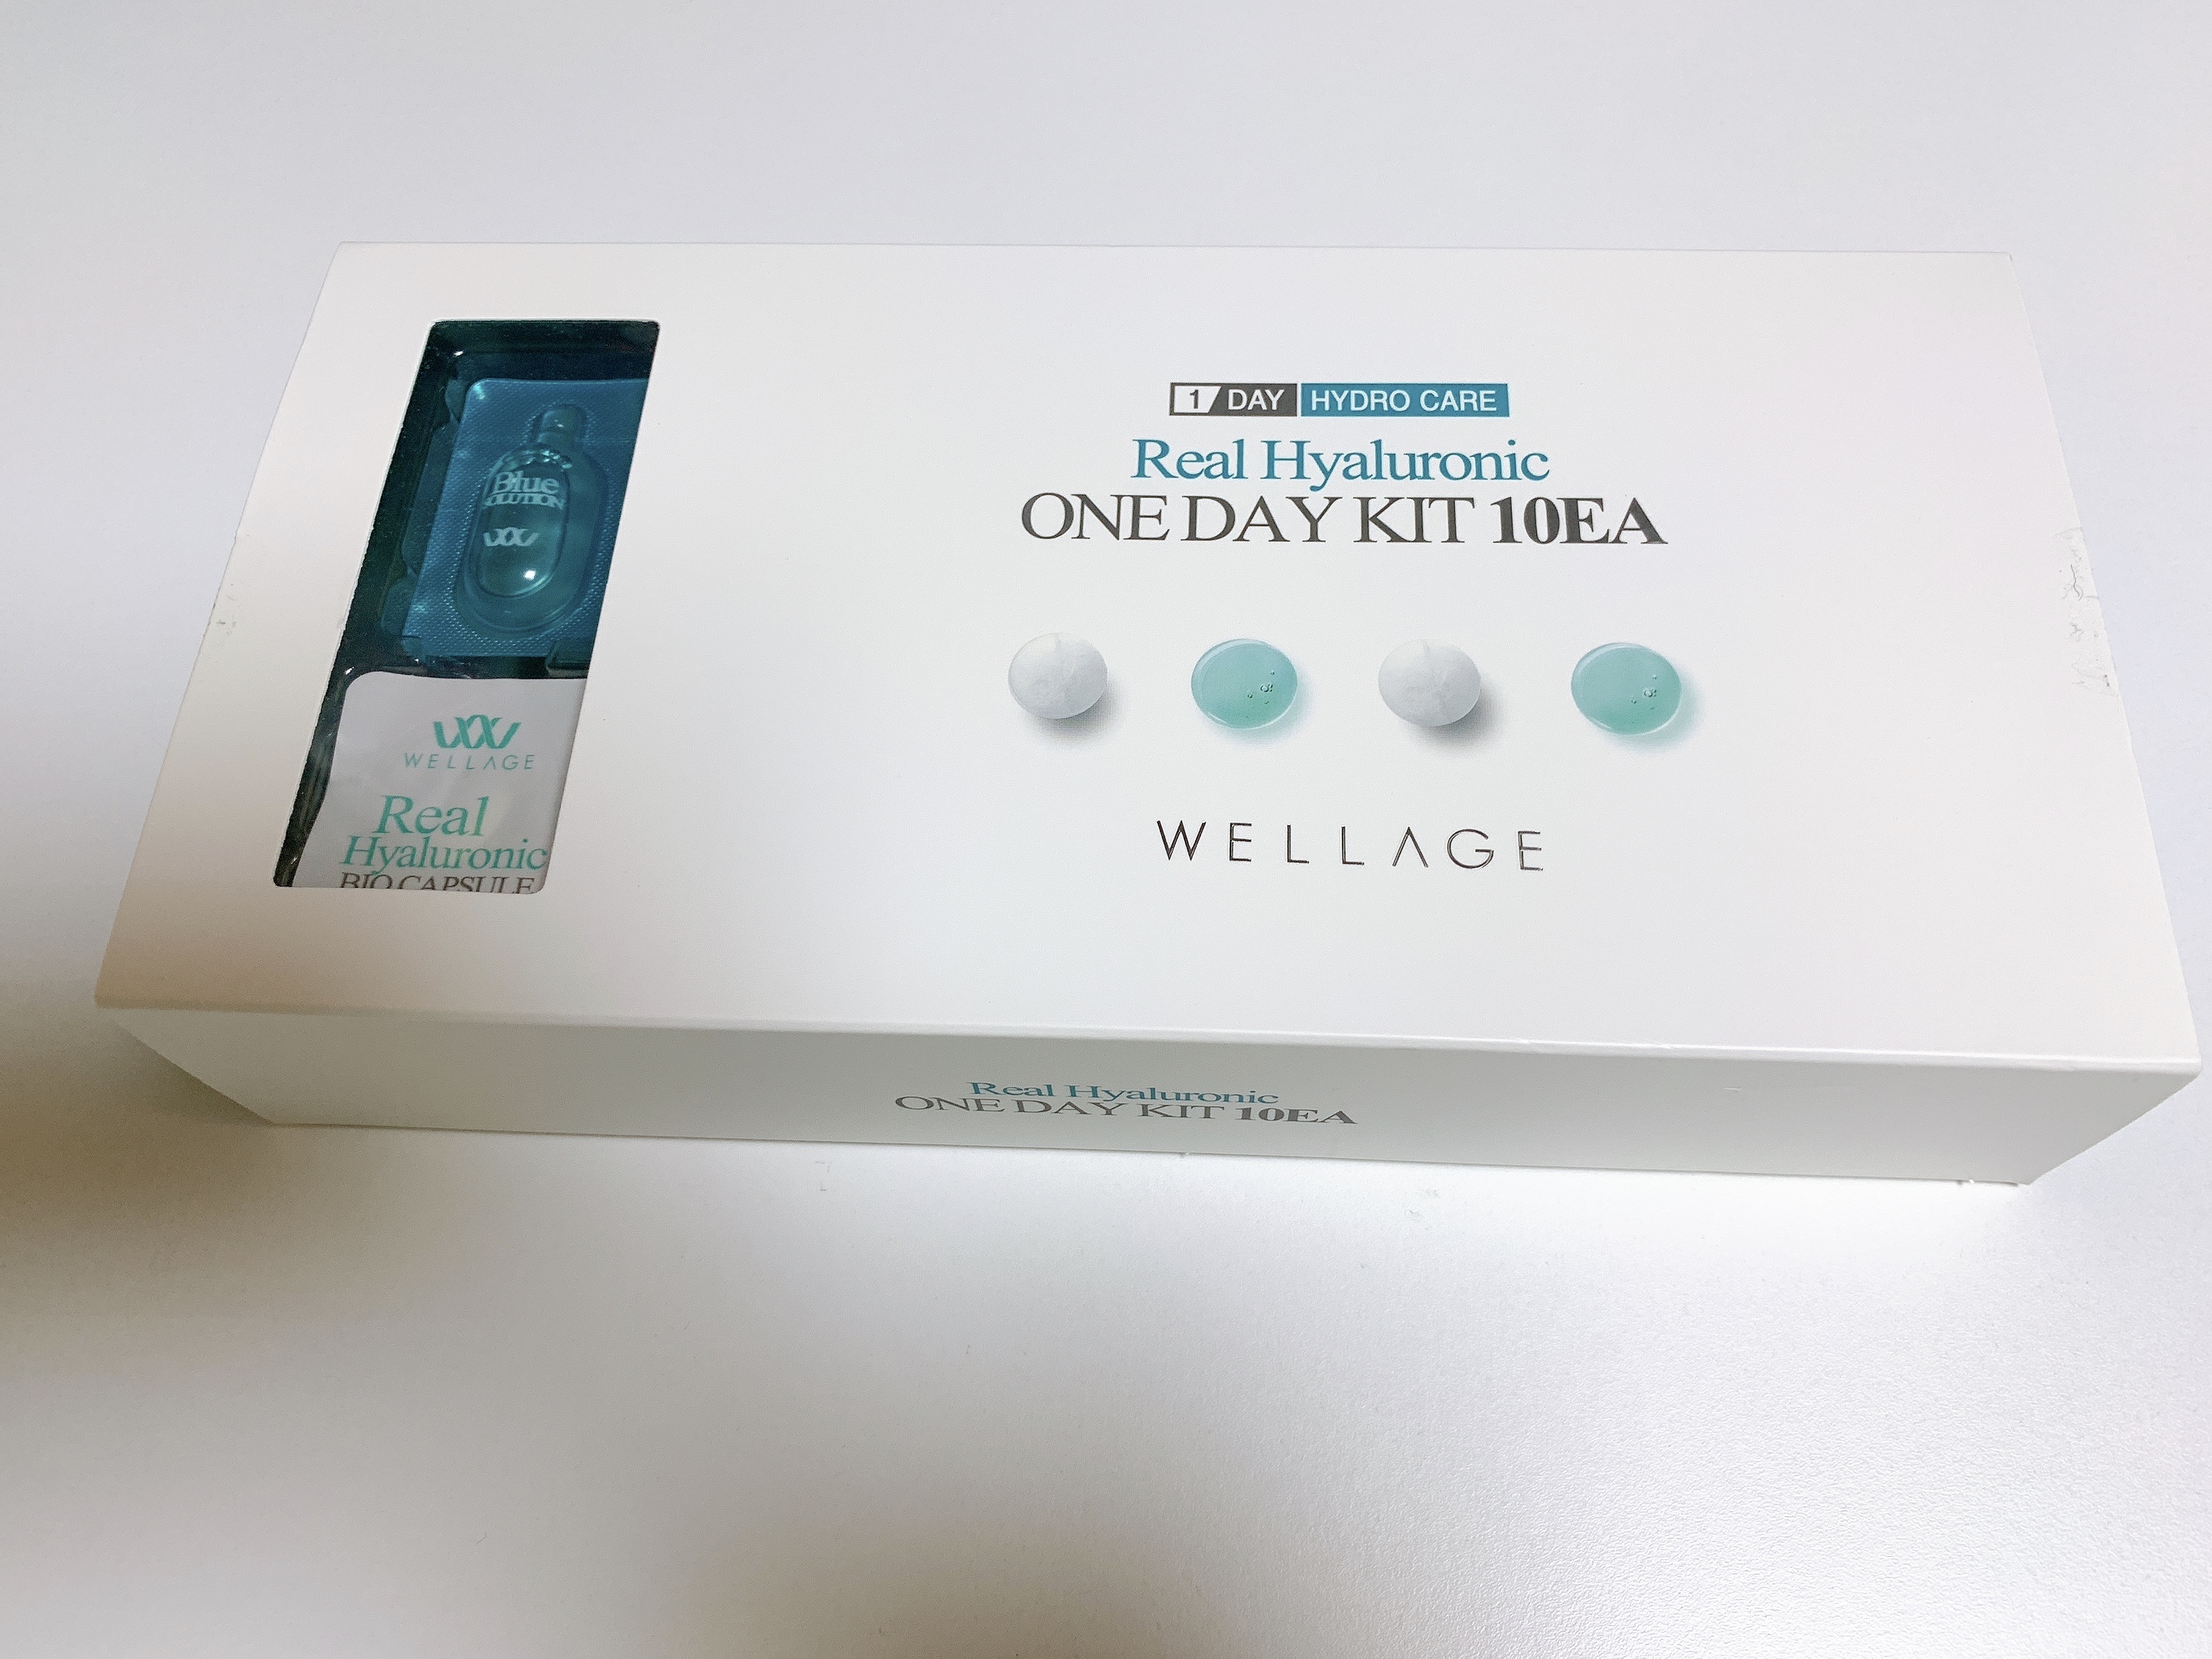 1 DAY HYDRO CARE
Real Hyaluronic
ONE DAY KIT 10EA
WELLAGE
Blue
SOLUTION
WELLAGE
Real
Hyaluronic
BIO CAPSULE
Real Hyaluronic
ONE DAY KIT 10EA